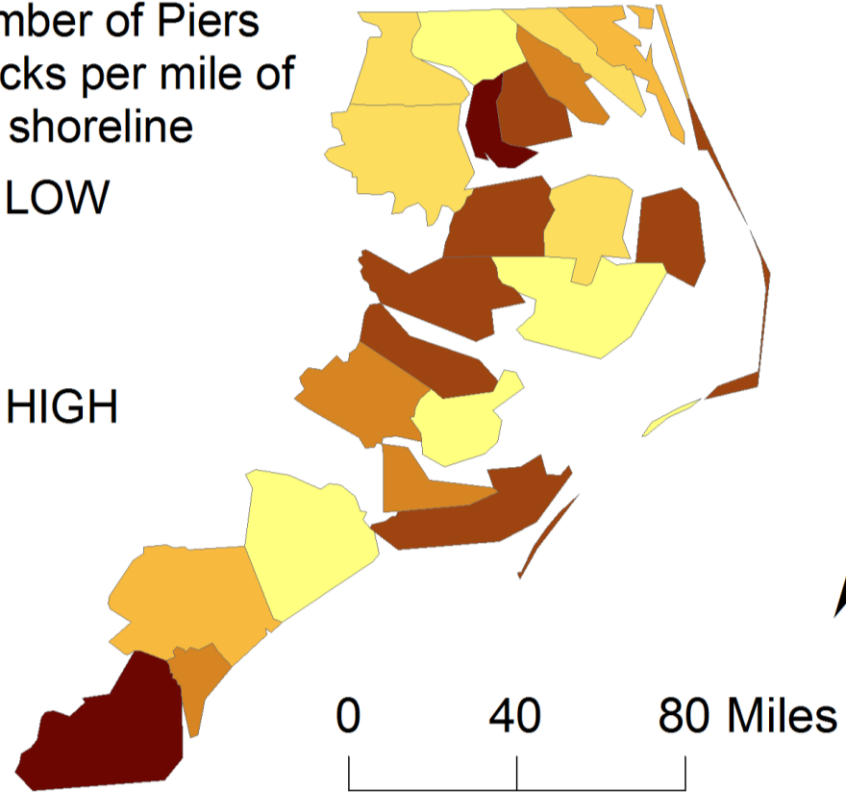 mber of Piers
cks per mile of
shoreline
LOW
HIGH
0 40 80 Miles